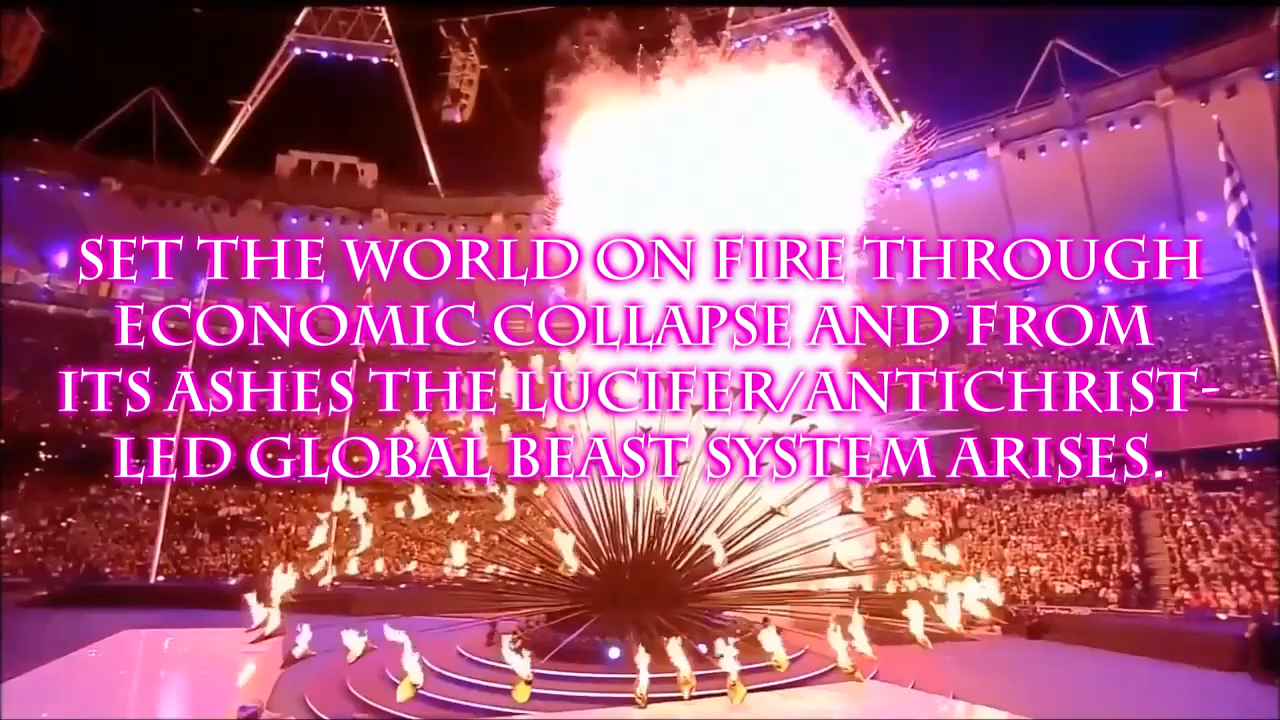 SET THE WORLD ON FIRE THROUGH
ECONOMIC COLLAPSE AND FROM
ITS ASHES THE LUCIFER/ANTICHRIST-
LED GLOBAL BEAST SYSTEM ARISES.